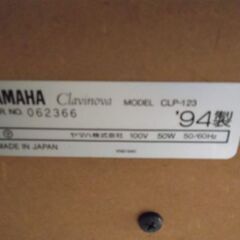 YAMAHA Clavinova MODEL CLP-123
NO. 062366 '94製
ヤマハ株式会社 100V 50W 50/60Hz
MADE IN JAPAN